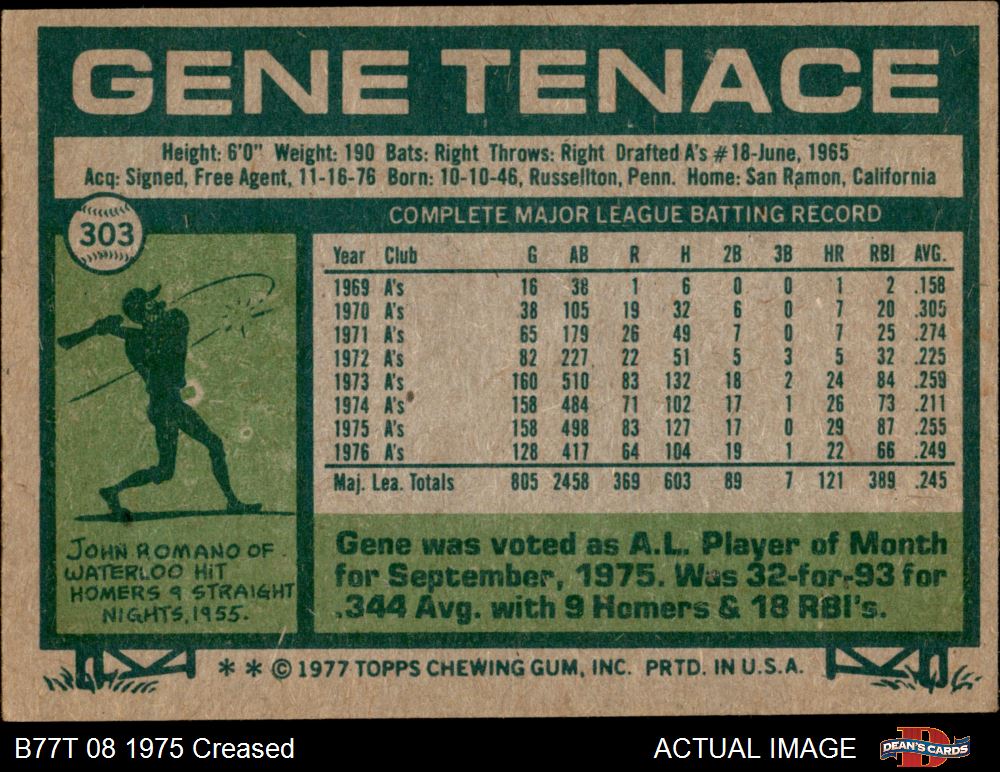 GENE TENACE
Height: 6'0" Weight: 190 Bats: Right Throws: Right Drafted A's #18-June, 1965
Acq: Signed, Free Agent, 11-16-76 Born: 10-10-46, Russellton, Penn. Home: San Ramon, California
303
COMPLETE MAJOR LEAGUE BATTING RECORD
Year Club G AB R H 2B 3B HR RBI AVG.
1969 A's 16 38 1 6 0 0 1 2 .158
1970 A's 38 105 19 32 6 0 7 20 .305
1971 A's 65 179 26 49 7 0 7 25 .274
1972 A's 82 227 22 51 5 3 5 32 .225
1973 A's 160 510 83 132 18 2 24 84 .259
1974 A's 158 484 71 102 17 1 26 73 .211
1975 A's 158 498 83 127 17 0 29 87 .255
1976 A's 128 417 64 104 19 1 22 66 .249
Maj. Lea. Totals 805 2458 369 603 89 7 121 389 .245
JOHN ROMANO OF
WATERLOO HIT
HOMERS 9 STRAIGHT
NIGHTS, 1955.
Gene was voted as A.L. Player of Month
for September, 1975. Was 32-for-93 for
.344 Avg. with 9 Homers & 18 RBI's.
* * © 1977 TOPPS CHEWING GUM, INC. PRTD. IN U.S.A.
B77T 08 1975 Creased
ACTUAL IMAGE
DEAN'S CARDS